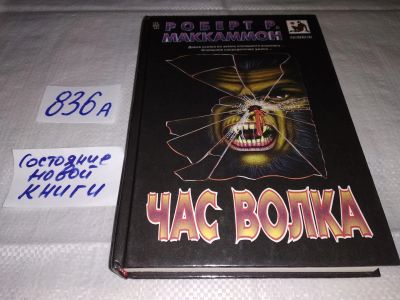 РОБЕРТ Р.
МАККАММОН
ЧАС ВОЛКА
836А
Состояние
новой
книги